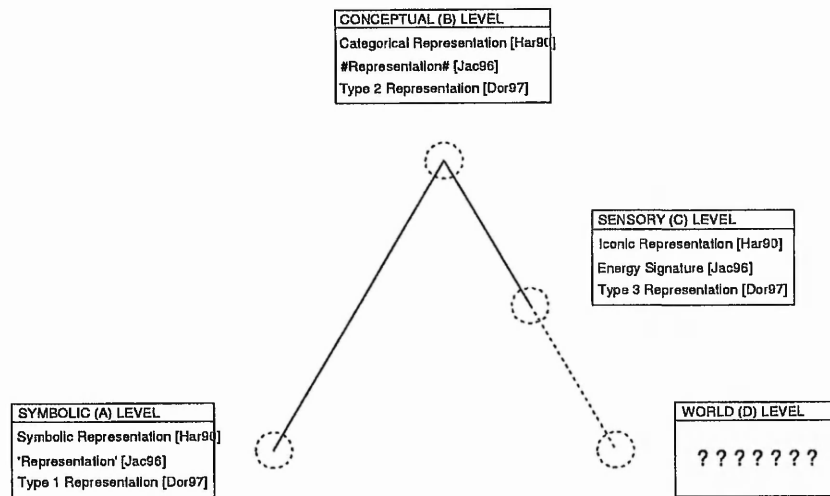 CONCEPTUAL (B) LEVEL
Categorical Representation [Har90]
#Representation# [Jac96]
Type 2 Representation [Dor97]
SENSORY (C) LEVEL
Iconic Representation [Har90]
Energy Signature [Jac96]
Type 3 Representation [Dor97]
SYMBOLIC (A) LEVEL
Symbolic Representation [Har90]
'Representation' [Jac96]
Type 1 Representation [Dor97]
WORLD (D) LEVEL
? ? ? ? ? ? ?